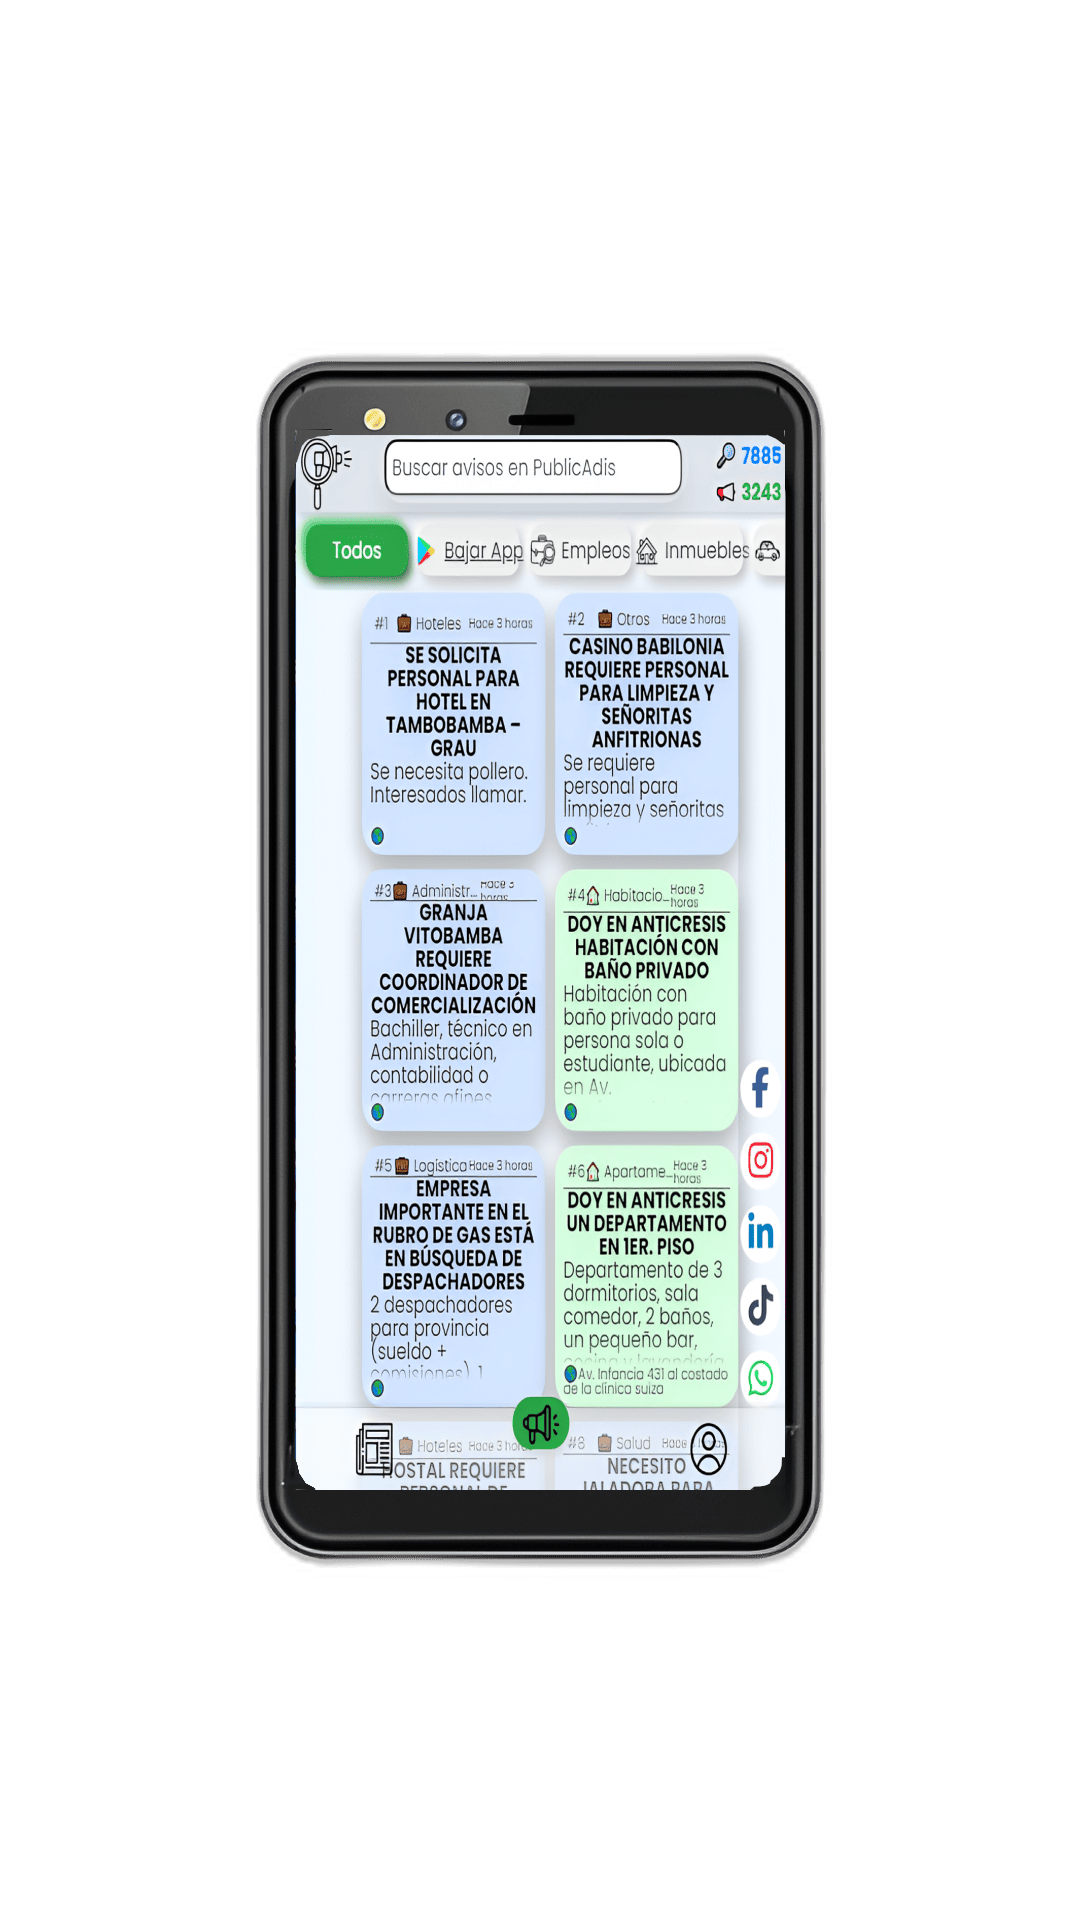 Buscar avisos en PublicAdis
7885
3243
Todos
Bajar App
Empleos
Inmuebles
#1 Hoteles Hace 3 horas
SE SOLICITA
PERSONAL PARA
HOTEL EN
TAMBOBAMBA –
GRAU
Se necesita pollero.
Interesados llamar.
#2 Otros Hace 3 horas
CASINO BABILONIA
REQUIERE PERSONAL
PARA LIMPIEZA Y
SEÑORITAS
ANFITRIONAS
Se requiere
personal para
limpieza y señoritas
#3 Administr... Hace 3
horas
GRANJA
VITOBAMBA
REQUIERE
COORDINADOR DE
COMERCIALIZACIÓN
Bachiller, técnico en
Administración,
contabilidad o
carreras afines
#4 Habitacio... Hace 3
horas
DOY EN ANTICRESIS
HABITACIÓN CON
BAÑO PRIVADO
Habitación con
baño privado para
persona sola o
estudiante, ubicada
en Av.
#5 Logística Hace 3 horas
EMPRESA
IMPORTANTE EN EL
RUBRO DE GAS ESTÁ
EN BÚSQUEDA DE
DESPACHADORES
2 despachadores
para provincia
(sueldo +
comisiones) 1
#6 Apartame... Hace 3
horas
DOY EN ANTICRESIS
UN DEPARTAMENTO
EN 1ER. PISO
Departamento de 3
dormitorios, sala
comedor, 2 baños,
un pequeño bar,
cocina y lavandería
Av. Infancia 431 al costado
de la clínica suiza
in
Hoteles Hace 3 horas
HOSTAL REQUIERE
PERSONAL DE
#8 Salud Hace
NECESITO
JALADORA PARA